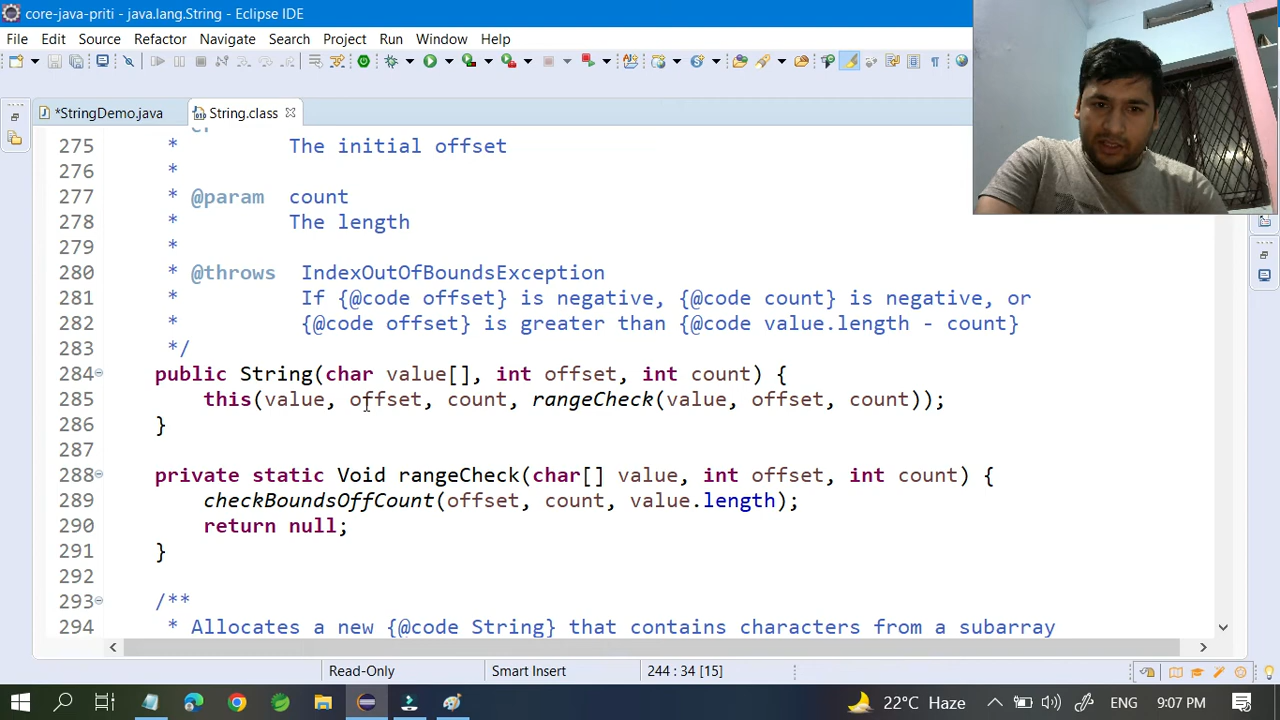 core-java-priti - java.lang.String - Eclipse IDE
File Edit Source Refactor Navigate Search Project Run Window Help
*StringDemo.java String.class
275 * The initial offset
276 *
277 * @param count
278 * The length
279 *
280 * @throws IndexOutOfBoundsException
281 * If {@code offset} is negative, {@code count} is negative, or
282 * {@code offset} is greater than {@code value.length - count}
283 */
284 public String(char value[], int offset, int count) {
285 this(value, offset, count, rangeCheck(value, offset, count));
286 }
287
288 private static Void rangeCheck(char[] value, int offset, int count) {
289 checkBoundsOffCount(offset, count, value.length);
290 return null;
291 }
292
293 /**
294 * Allocates a new {@code String} that contains characters from a subarray
Read-Only Smart Insert 244 : 34 [15]
22°C Haze ENG 9:07 PM